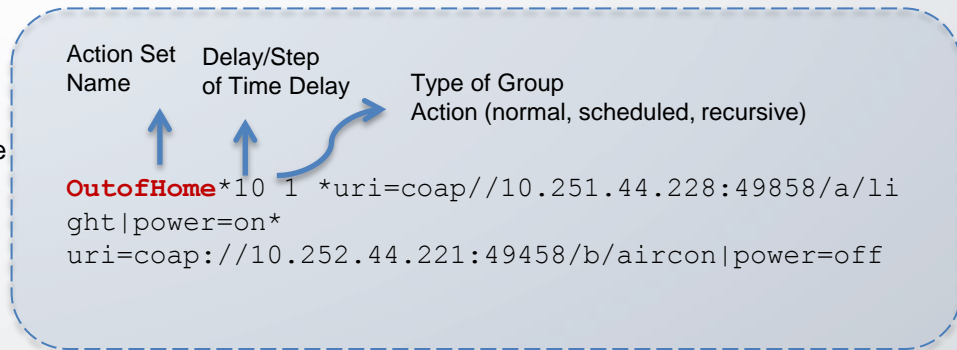 Action Set
Name
Delay/Step
of Time Delay
Type of Group
Action (normal, scheduled, recursive)
e
OutofHome*10 1 *uri=coap//10.251.44.228:49858/a/li
ght|power=on*
uri=coap://10.252.44.221:49458/b/aircon|power=off